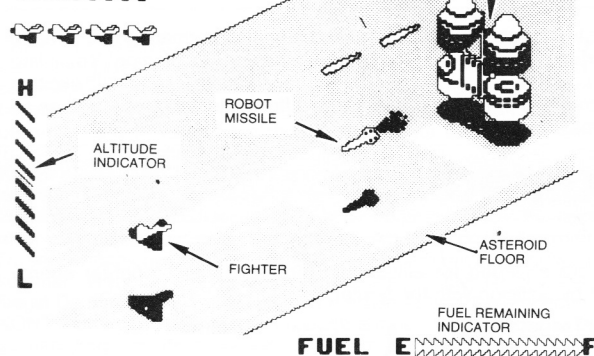 H
ROBOT
MISSILE
ALTITUDE
INDICATOR
ASTEROID
FLOOR
FIGHTER
L
FUEL REMAINING
INDICATOR
FUEL E F